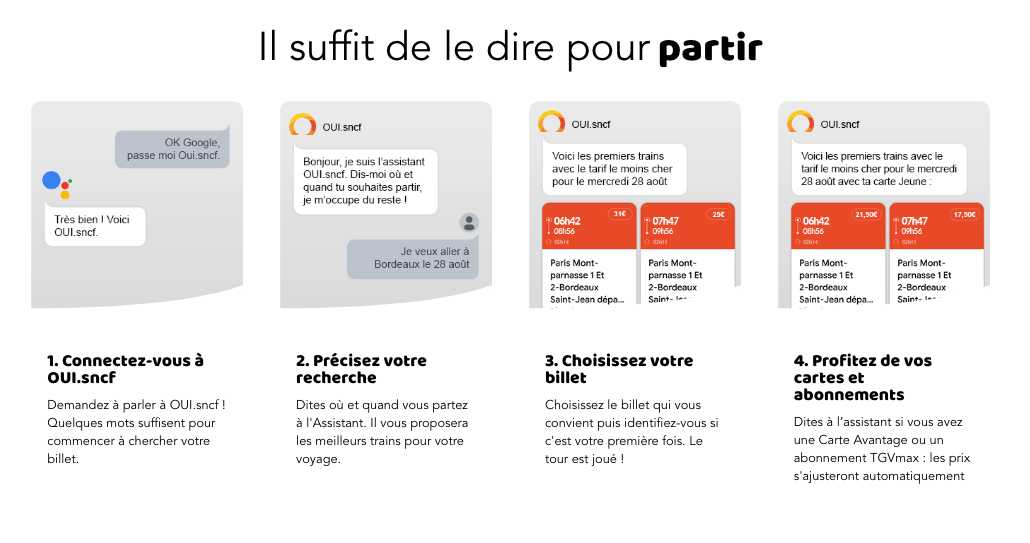 Il suffit de le dire pour partir
OK Google,
passe moi Oui.sncf.
Très bien ! Voici
OUI.sncf.
1. Connectez-vous à
OUI.sncf
Demandez à parler à OUI.sncf !
Quelques mots suffisent pour
commencer à chercher votre
billet.
OUI.sncf
Bonjour, je suis l'assistant
OUI.sncf. Dis-moi où et
quand tu souhaites partir,
je m'occupe du reste !
Je veux aller à
Bordeaux le 28 août
2. Précisez votre
recherche
Dites où et quand vous partez
à l'Assistant. Il vous proposera
les meilleurs trains pour votre
voyage.
OUI.sncf
Voici les premiers trains
avec le tarif le moins cher
pour le mercredi 28 août
31€
06h42
08h56
02h14
Paris Mont-
parnasse 1 Et
2-Bordeaux
Saint-Jean dépa...
25€
07h47
09h56
02h11
Paris Mont-
parnasse 1 Et
2-Bordeaux
Saint-Jean
3. Choisissez votre
billet
Choisissez le billet qui vous
convient puis identifiez-vous si
c'est votre première fois. Le
tour est joué !
OUI.sncf
Voici les premiers trains avec le
tarif le moins cher pour le mercredi
28 août avec ta carte Jeune :
21,50€
06h42
08h56
02h14
Paris Mont-
parnasse 1 Et
2-Bordeaux
Saint-Jean dépa...
17,50€
07h47
09h56
02h11
Paris Mont-
parnasse 1 Et
2-Bordeaux
Saint-Jean
4. Profitez de vos
cartes et
abonnements
Dites à l'assistant si vous avez
une Carte Avantage ou un
abonnement TGVmax : les prix
s'ajusteront automatiquement